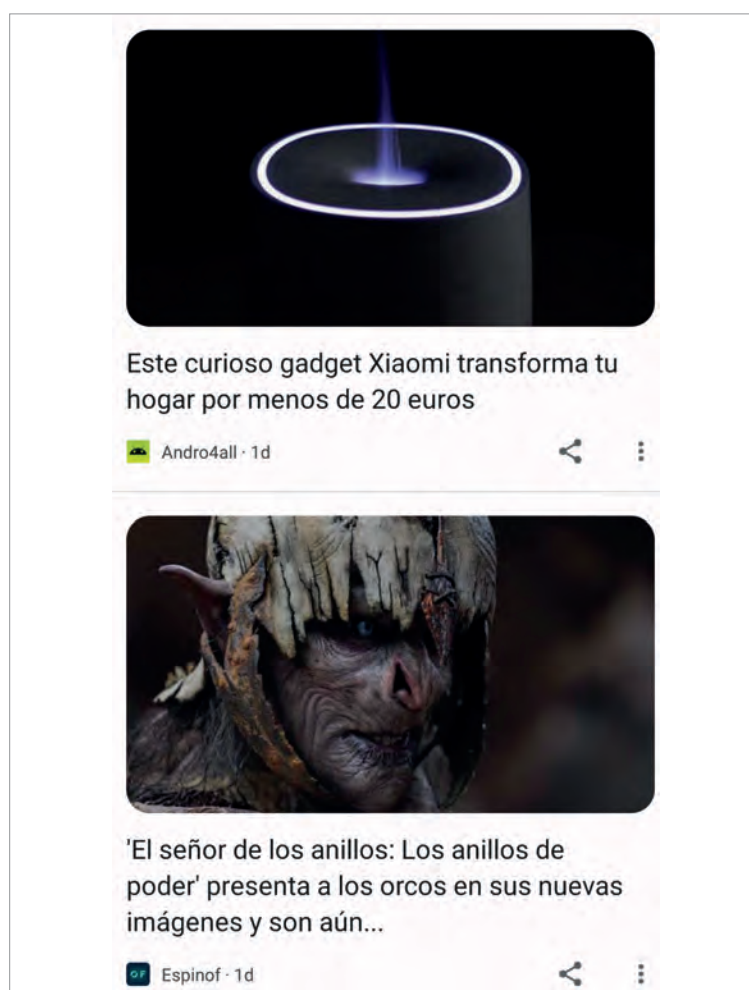 Este curioso gadget Xiaomi transforma tu
hogar por menos de 20 euros
Andro4all · 1d
'El señor de los anillos: Los anillos de
poder' presenta a los orcos en sus nuevas
imágenes y son aún...
OF Espinof · 1d